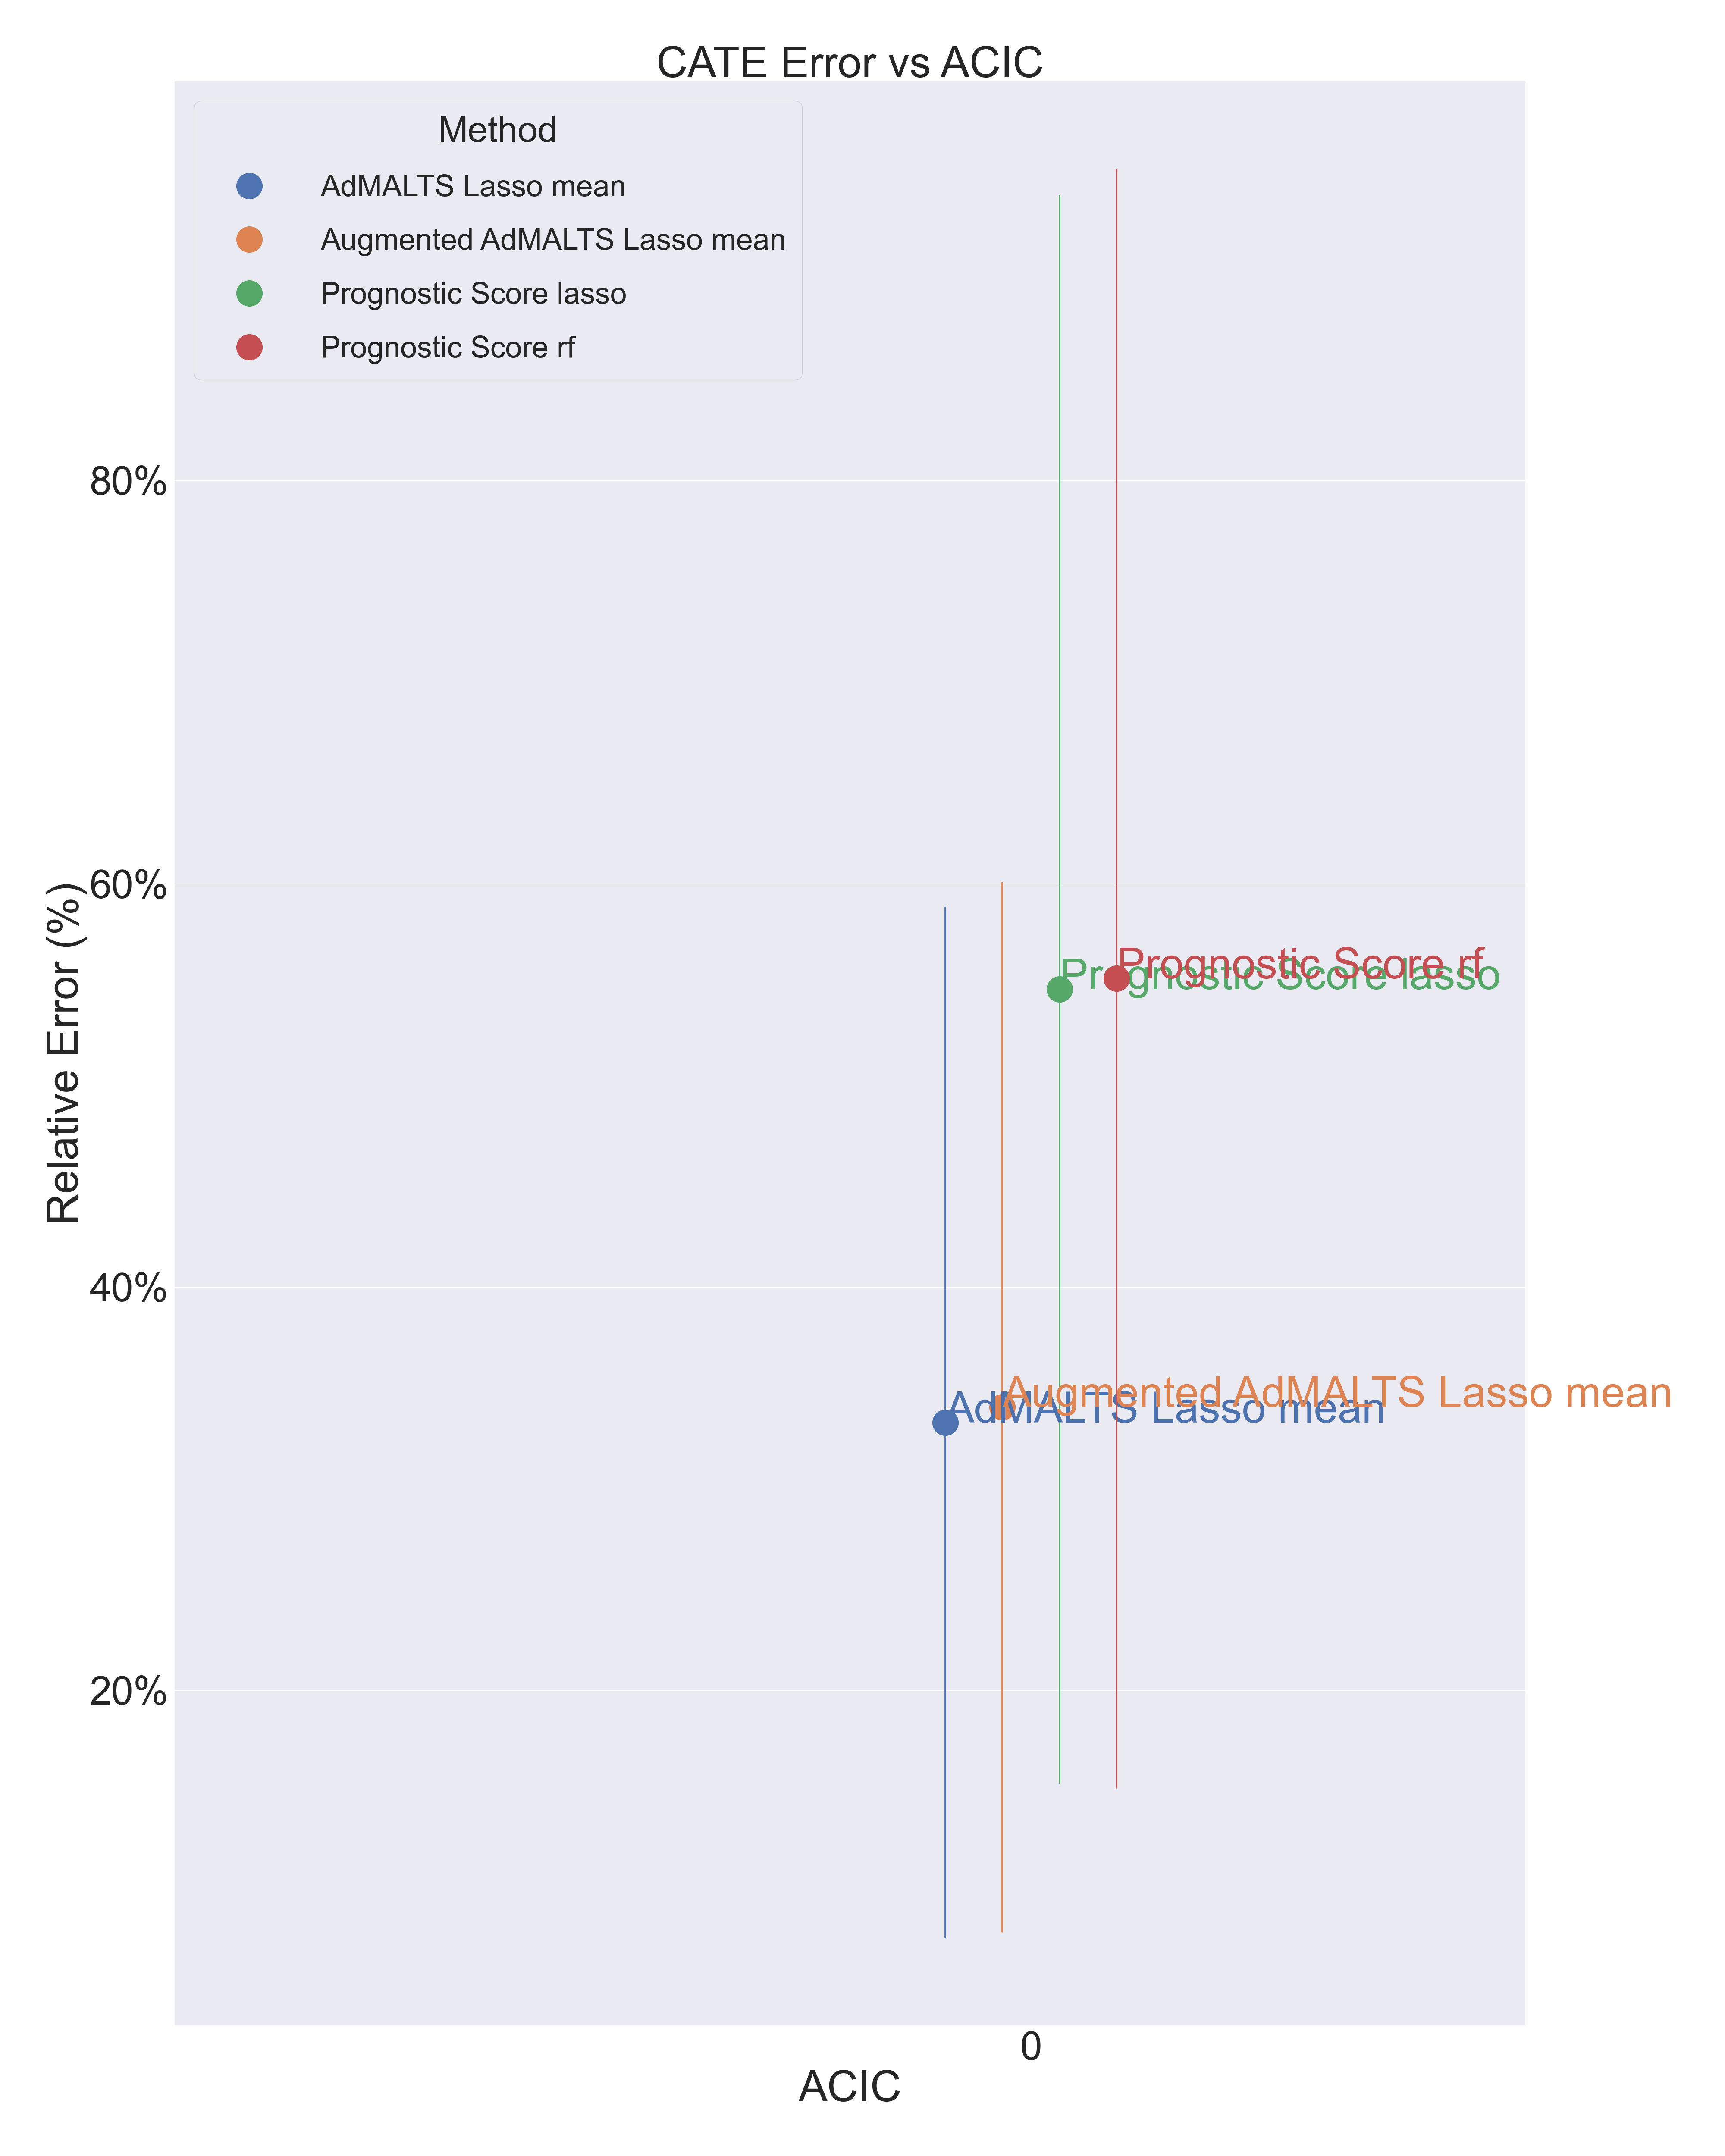 CATE Error vs ACIC
Method
AdMALTS Lasso mean
Augmented AdMALTS Lasso mean
Prognostic Score lasso
Prognostic Score rf
80%
60%
40%
20%
Relative Error (%)
Prognostic Score rf
Prognostic Score lasso
Augmented AdMALTS Lasso mean
AdMALTS Lasso mean
0
ACIC